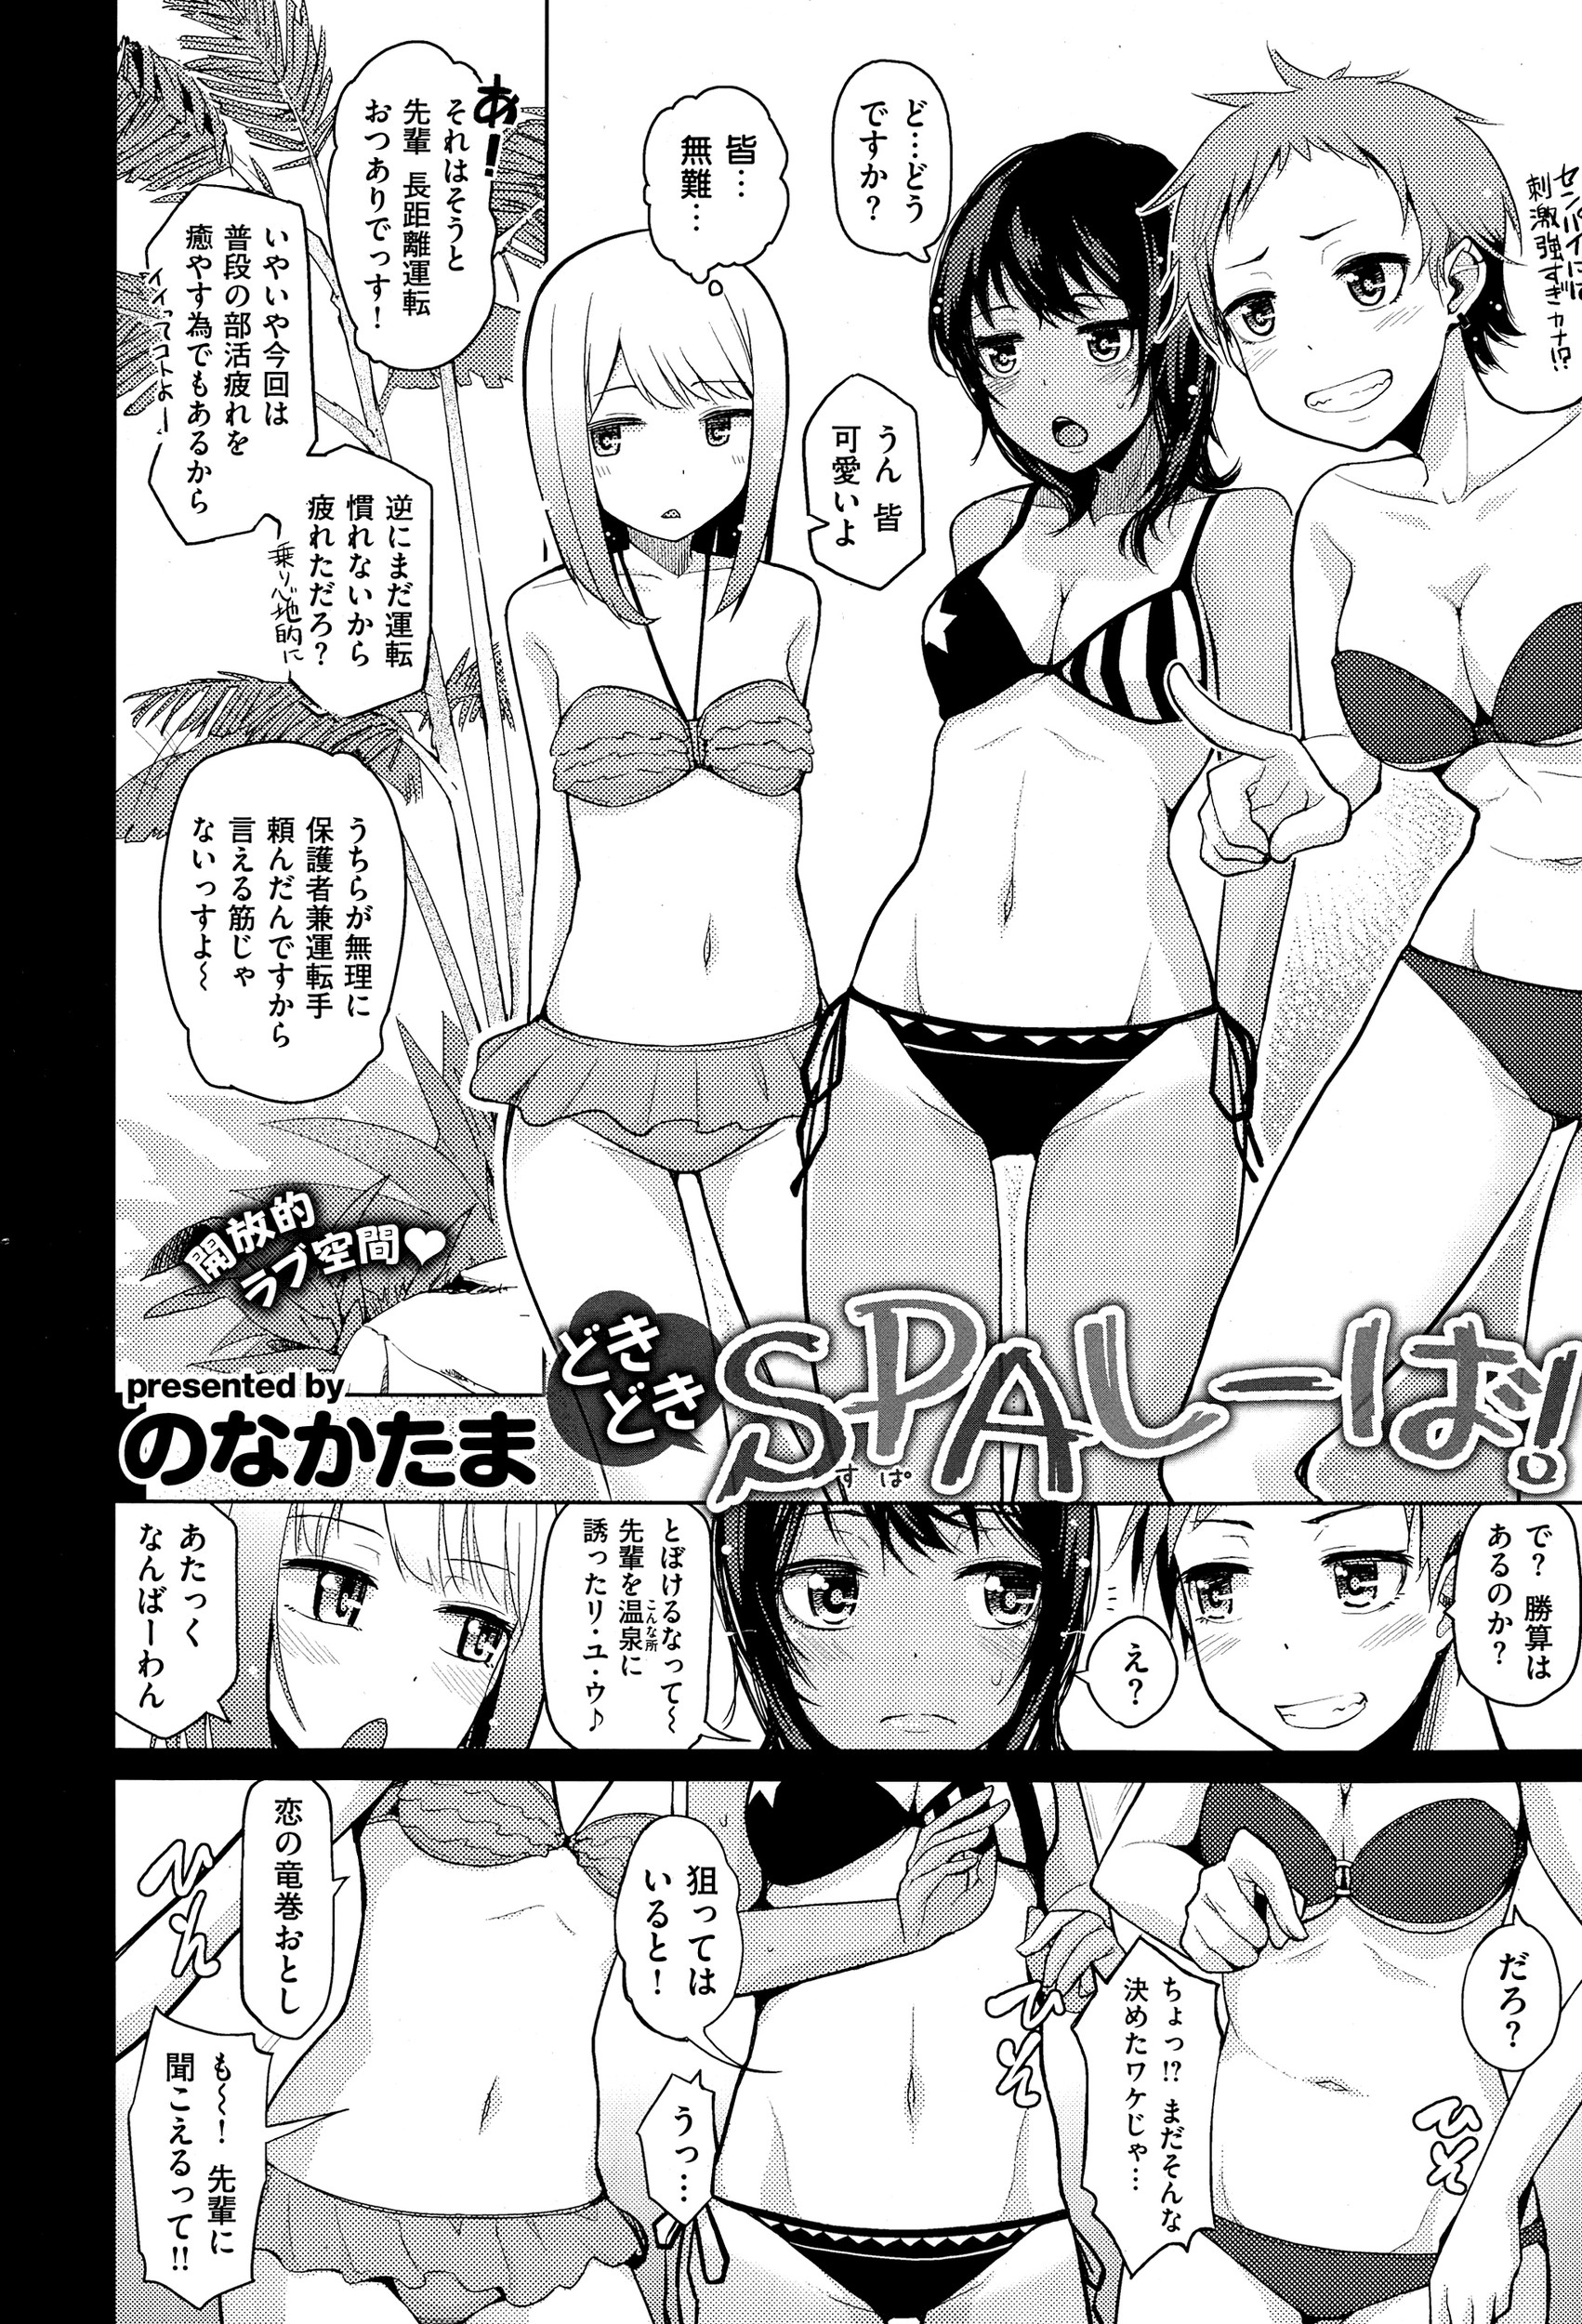 センパイには
刺激強すぎカナ!?
ど…どう
ですか？
皆…
無難…
うん 皆
可愛いよ
あ！
それはそうと
先輩 長距離運転
おつありでっす！
いやいや今回は
普段の部活疲れを
癒やす為でもあるから
イイってコトよー
逆にまだ運転
慣れないから
疲れただろ？
乗り心地的に
うちらが無理に
保護者兼運転手
頼んだんですから
言える筋じゃ
ないっすよ～
開放的
ラブ空間♥
どきどき
SPAしーば！
すぱ
presented by
のなかたま
で？ 勝算は
あるのか？
え？
とぼけるなって～
先輩を温泉に
こんな所
誘ったリ・ユ・ウ♪
あたっく
なんばーわん
だろ？
ちょっ!? まだそんな
決めたワケじゃ…
ひそ
ひそ
狙っては
いると！
うっ…
恋の竜巻おとし
ひそ
も～！ 先輩に
聞こえるって!!